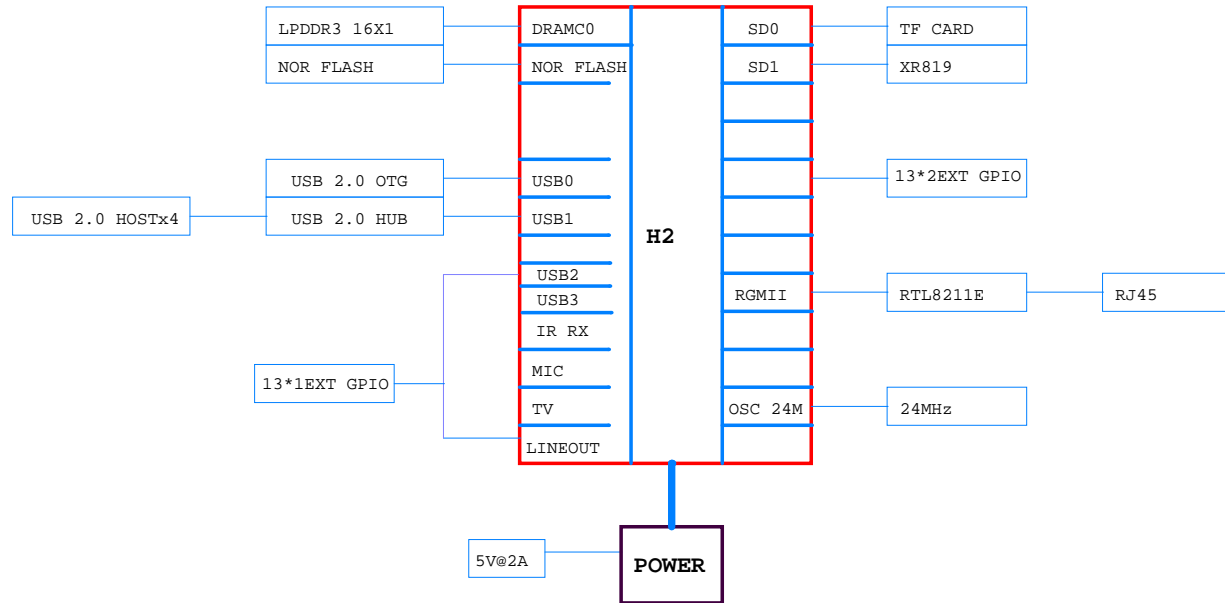 LPDDR3 16X1
DRAMC0
SD0
TF CARD
NOR FLASH
NOR FLASH
SD1
XR819
USB 2.0 OTG
USB0
13*2EXT GPIO
USB 2.0 HOSTx4
USB 2.0 HUB
USB1
H2
USB2
USB3
RGMII
RTL8211E
RJ45
IR RX
MIC
13*1EXT GPIO
TV
OSC 24M
24MHz
LINEOUT
5V@2A
POWER